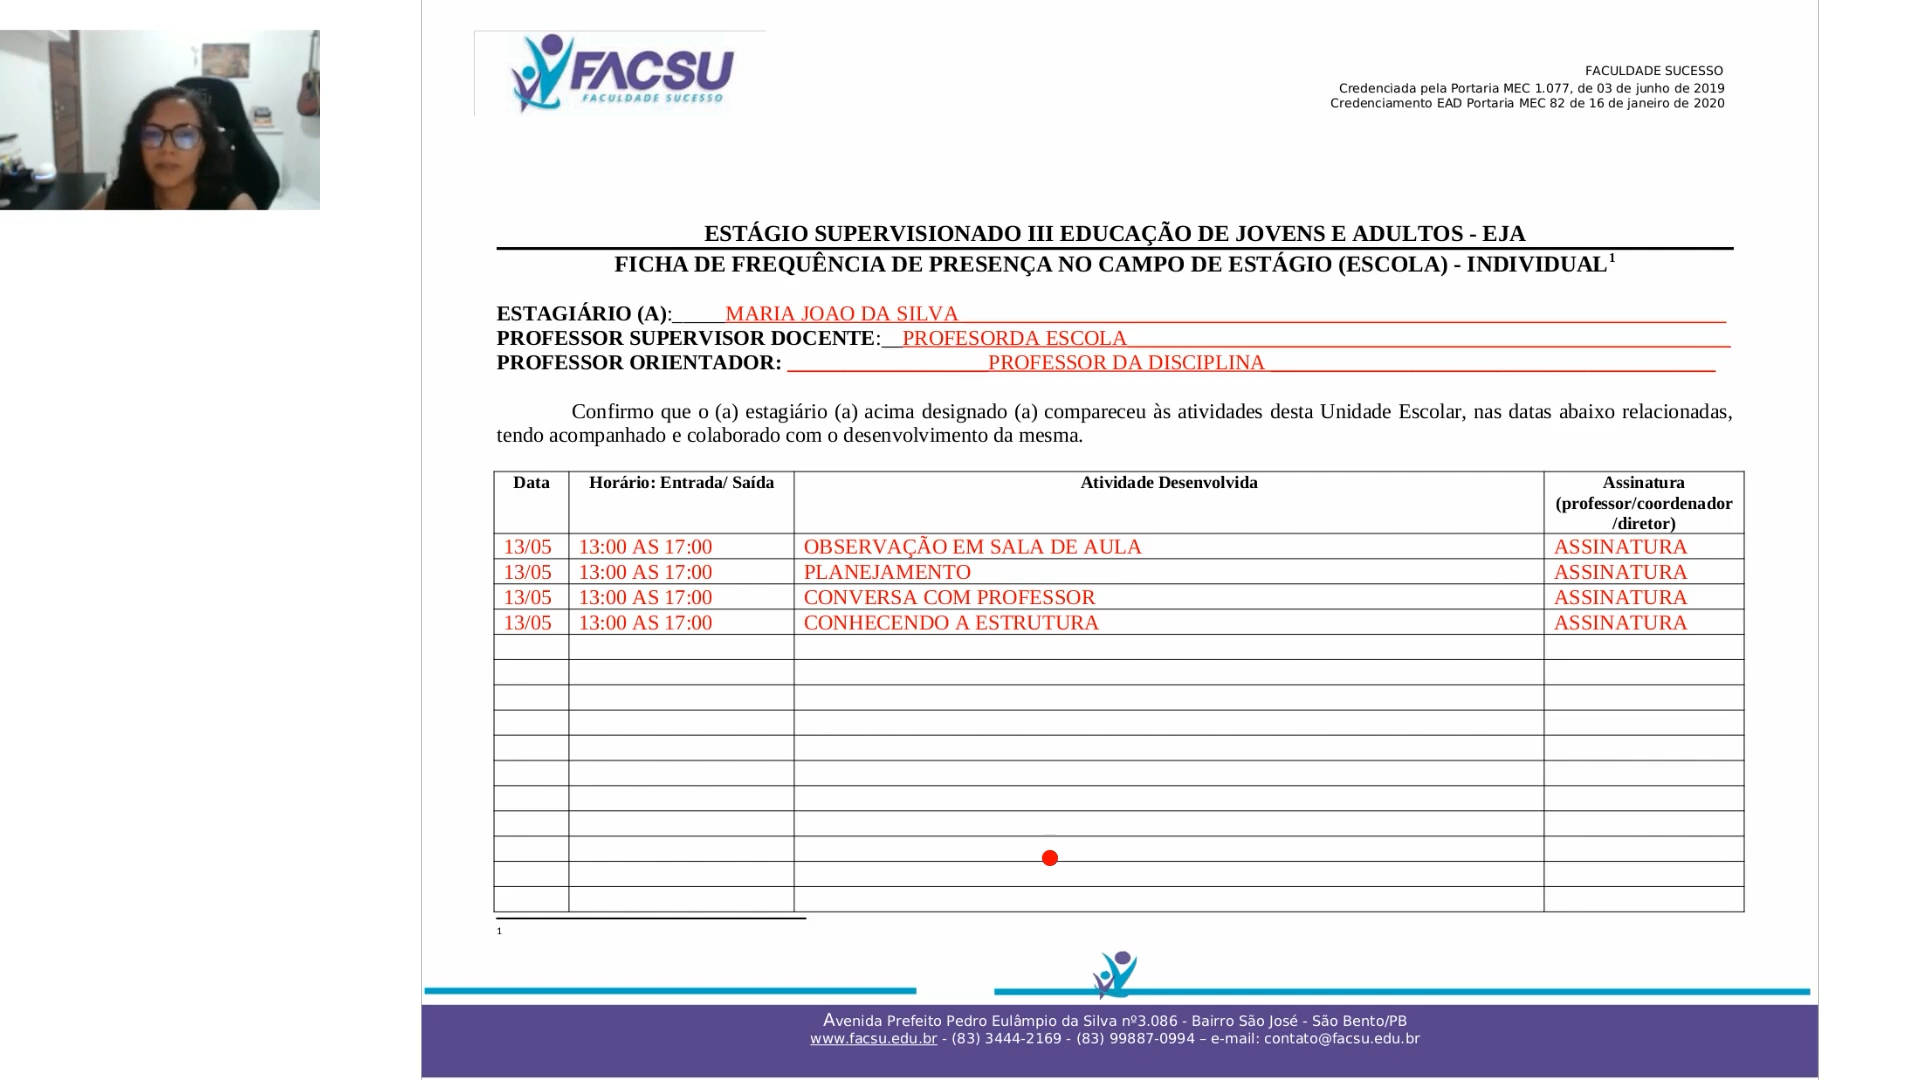 FACSU
FACULDADE SUCESSO
FACULDADE SUCESSO
Credenciada pela Portaria MEC 1.077, de 03 de junho de 2019
Credenciamento EAD Portaria MEC 82 de 16 de janeiro de 2020
ESTÁGIO SUPERVISIONADO III EDUCAÇÃO DE JOVENS E ADULTOS - EJA
FICHA DE FREQUÊNCIA DE PRESENÇA NO CAMPO DE ESTÁGIO (ESCOLA) - INDIVIDUAL¹
ESTAGIÁRIO (A):_____MARIA JOAO DA SILVA
PROFESSOR SUPERVISOR DOCENTE:__PROFESORDA ESCOLA
PROFESSOR ORIENTADOR: PROFESSOR DA DISCIPLINA
Confirmo que o (a) estagiário (a) acima designado (a) compareceu às atividades desta Unidade Escolar, nas datas abaixo relacionadas,
tendo acompanhado e colaborado com o desenvolvimento da mesma.
Data Horário: Entrada/ Saída Atividade Desenvolvida Assinatura
(professor/coordenador
/diretor)
13/05 13:00 AS 17:00 OBSERVAÇÃO EM SALA DE AULA ASSINATURA
13/05 13:00 AS 17:00 PLANEJAMENTO ASSINATURA
13/05 13:00 AS 17:00 CONVERSA COM PROFESSOR ASSINATURA
13/05 13:00 AS 17:00 CONHECENDO A ESTRUTURA ASSINATURA
1
Avenida Prefeito Pedro Eulâmpio da Silva nº3.086 - Bairro São José - São Bento/PB
www.facsu.edu.br - (83) 3444-2169 - (83) 99887-0994 – e-mail: contato@facsu.edu.br